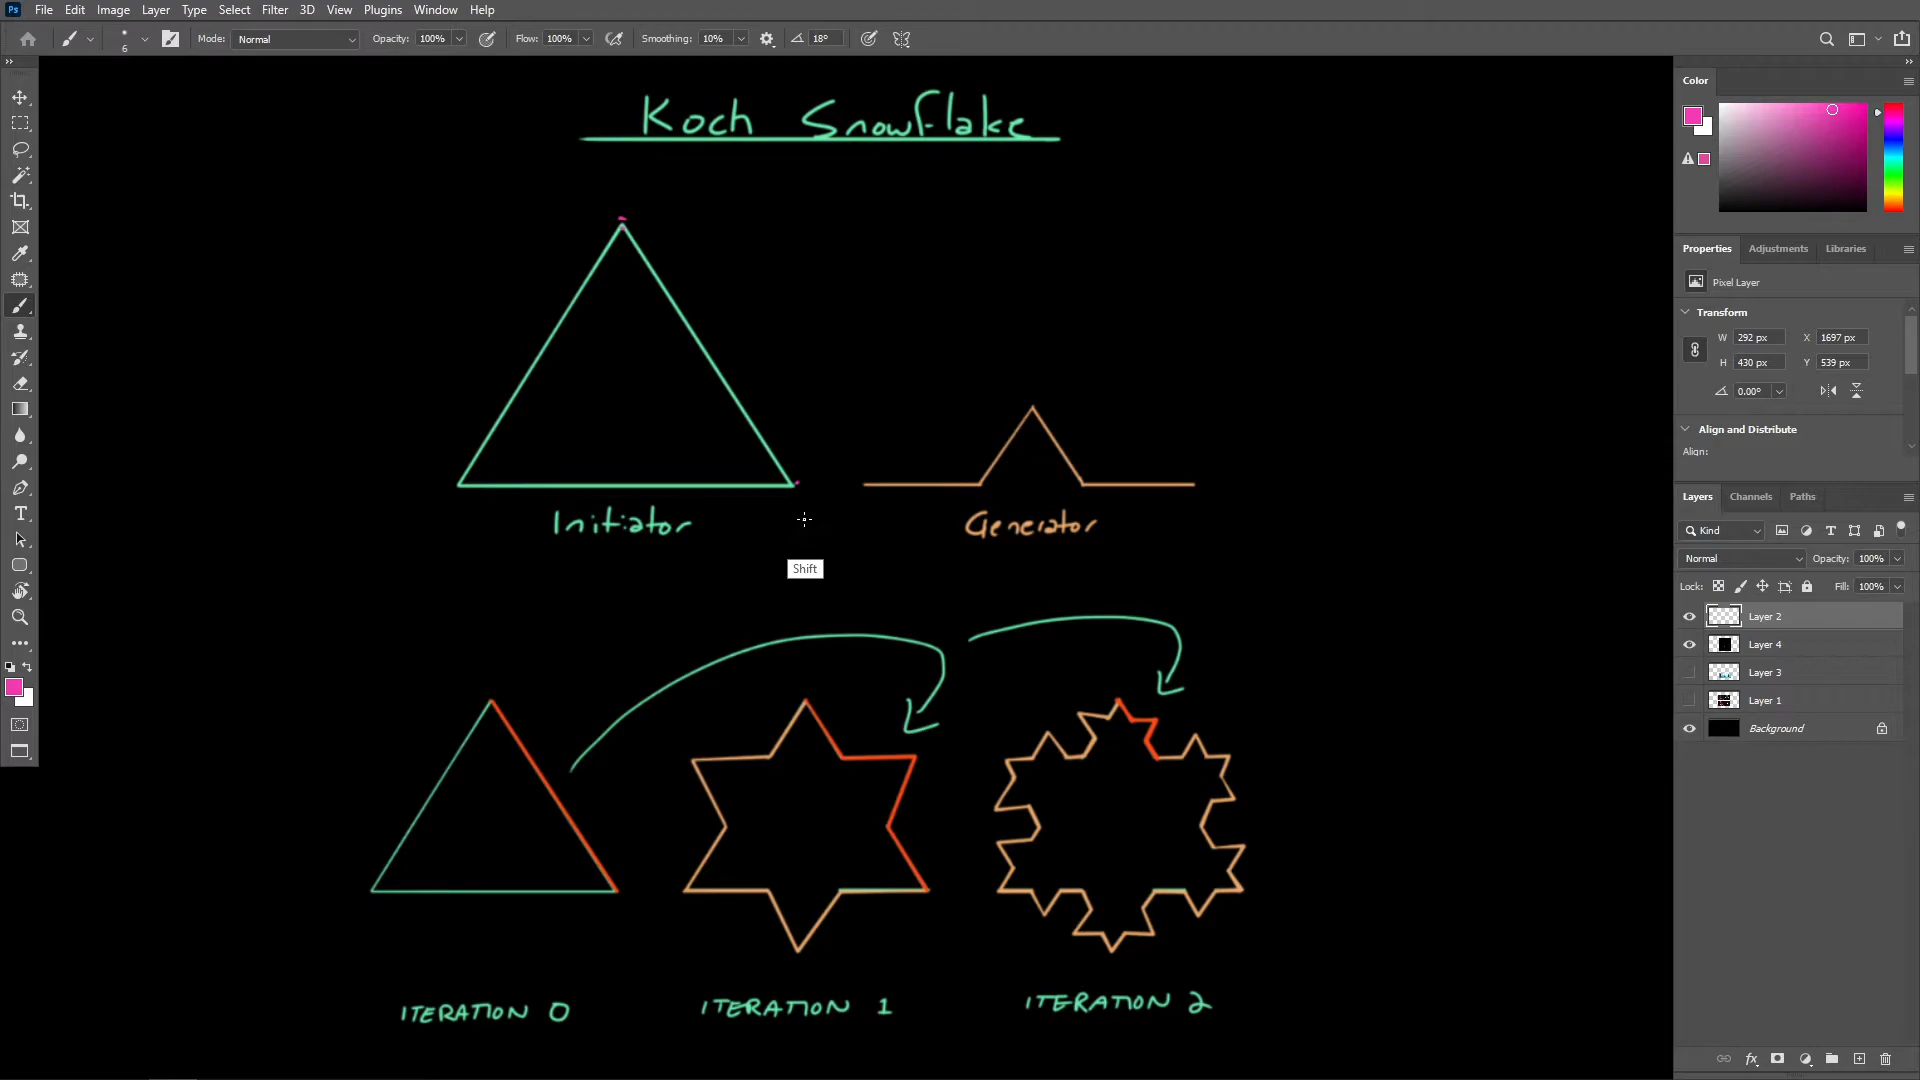 Ps File Edit Image Layer Type Select Filter 3D View Plugins Window Help
6 Mode: Normal Opacity: 100% Flow: 100% Smoothing: 10% 18°
Koch Snowflake
Initiator
Generator
Shift
ITERATION 0
ITERATION 1
ITERATION 2
Color
Properties Adjustments Libraries
Pixel Layer
Transform
W 292 px X 1697 px
H 430 px Y 539 px
0.00°
Align and Distribute
Align:
Layers Channels Paths
Kind
Normal Opacity: 100%
Lock: Fill: 100%
Layer 2
Layer 4
Layer 3
Layer 1
Background
fx